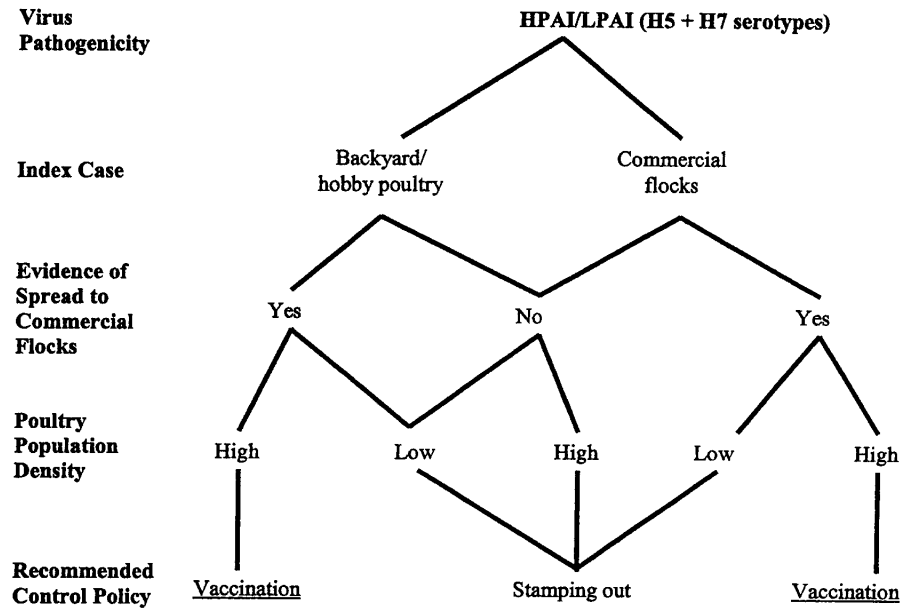 Virus
Pathogenicity
HPAI/LPAI (H5 + H7 serotypes)
Index Case
Backyard/
hobby poultry
Commercial
flocks
Evidence of
Spread to
Commercial
Flocks
Yes
No
Yes
Poultry
Population
Density
High
Low
High
Low
High
Recommended
Control Policy
Vaccination
Stamping out
Vaccination